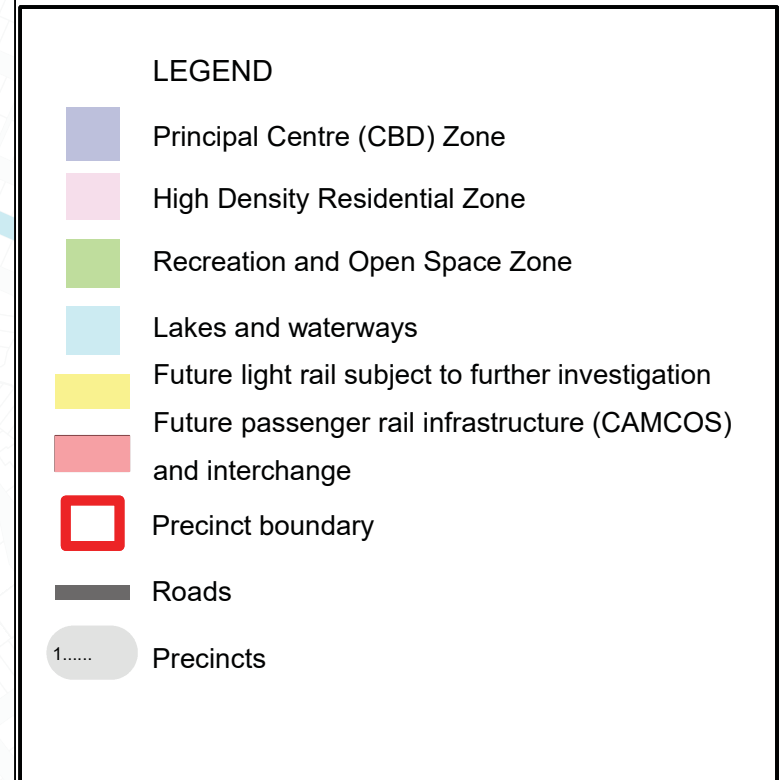 LEGEND
Principal Centre (CBD) Zone
High Density Residential Zone
Recreation and Open Space Zone
Lakes and waterways
Future light rail subject to further investigation
Future passenger rail infrastructure (CAMCOS)
and interchange
Precinct boundary
Roads
1...... Precincts